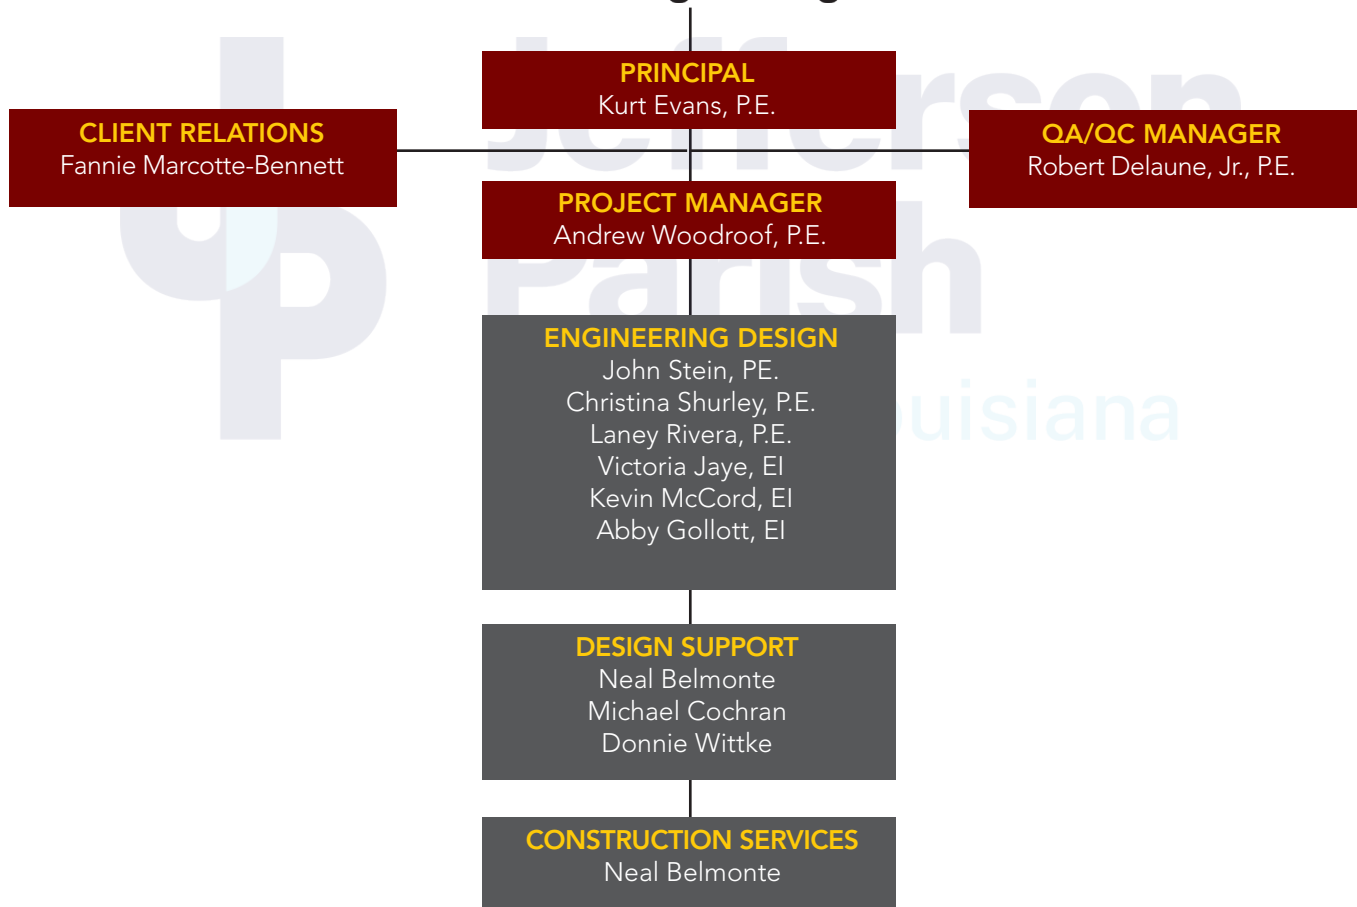 PRINCIPAL
Kurt Evans, P.E.
CLIENT RELATIONS
Fannie Marcotte-Bennett
QA/QC MANAGER
Robert Delaune, Jr., P.E.
PROJECT MANAGER
Andrew Woodroof, P.E.
ENGINEERING DESIGN
John Stein, PE.
Christina Shurley, P.E.
Laney Rivera, P.E.
Victoria Jaye, EI
Kevin McCord, EI
Abby Gollott, EI
DESIGN SUPPORT
Neal Belmonte
Michael Cochran
Donnie Wittke
CONSTRUCTION SERVICES
Neal Belmonte
Jefferson
Parish